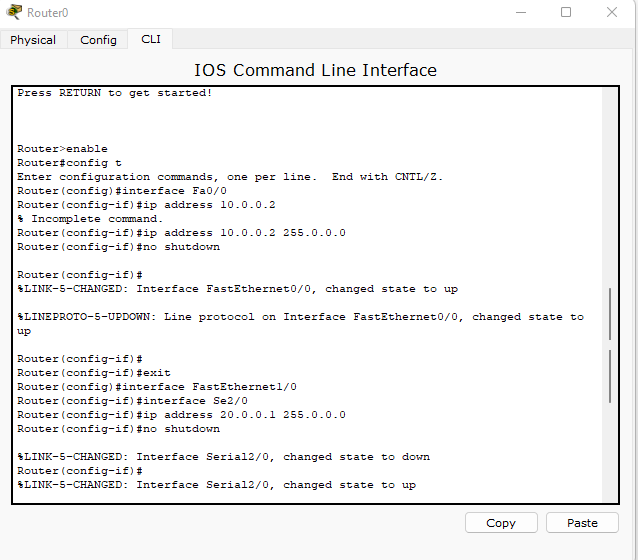 Router0
Physical Config CLI
IOS Command Line Interface
Press RETURN to get started!
Router>enable
Router#config t
Enter configuration commands, one per line.  End with CNTL/Z.
Router(config)#interface Fa0/0
Router(config-if)#ip address 10.0.0.2
% Incomplete command.
Router(config-if)#ip address 10.0.0.2 255.0.0.0
Router(config-if)#no shutdown
Router(config-if)#
%LINK-5-CHANGED: Interface FastEthernet0/0, changed state to up
%LINEPROTO-5-UPDOWN: Line protocol on Interface FastEthernet0/0, changed state to
up
Router(config-if)#
Router(config-if)#exit
Router(config)#interface FastEthernet1/0
Router(config-if)#interface Se2/0
Router(config-if)#ip address 20.0.0.1 255.0.0.0
Router(config-if)#no shutdown
%LINK-5-CHANGED: Interface Serial2/0, changed state to down
Router(config-if)#
%LINK-5-CHANGED: Interface Serial2/0, changed state to up
Copy Paste